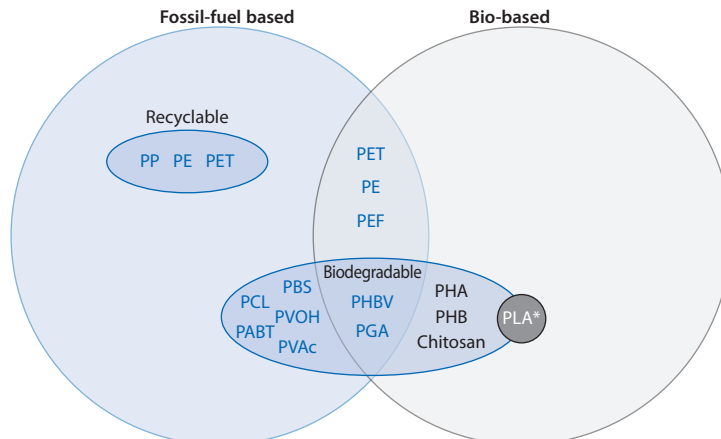 Fossil-fuel based
Bio-based
Recyclable
PP PE PET
PET
PE
PEF
Biodegradable
PBS
PCL
PVOH
PABT
PVAc
PHBV
PGA
PHA
PHB
Chitosan
PLA*